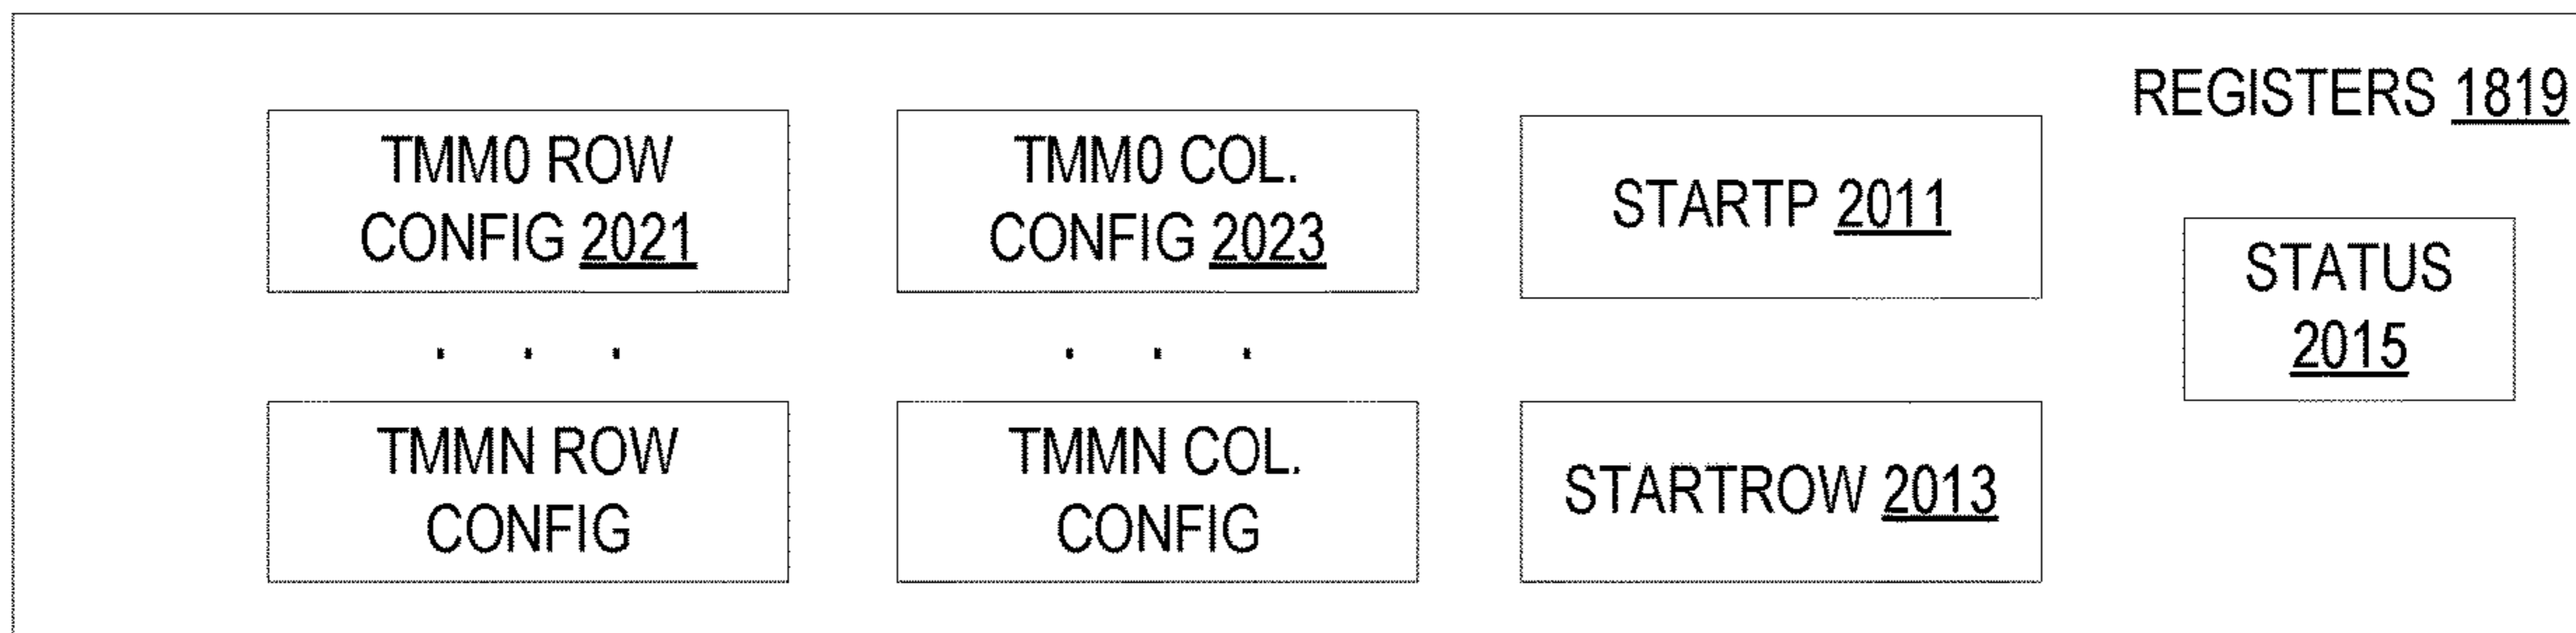 REGISTERS 1819
TMM0 ROW
CONFIG 2021
TMM0 COL.
CONFIG 2023
STARTP 2011
STATUS
2015
. . .
. . .
TMMN ROW
CONFIG
TMMN COL.
CONFIG
STARTROW 2013